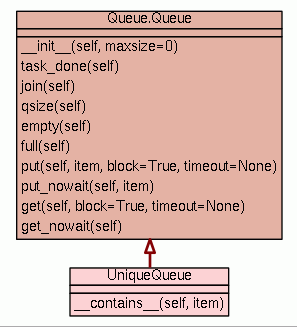 Queue.Queue
__init__(self, maxsize=0)
task_done(self)
join(self)
qsize(self)
empty(self)
full(self)
put(self, item, block=True, timeout=None)
put_nowait(self, item)
get(self, block=True, timeout=None)
get_nowait(self)
UniqueQueue
__contains__(self, item)